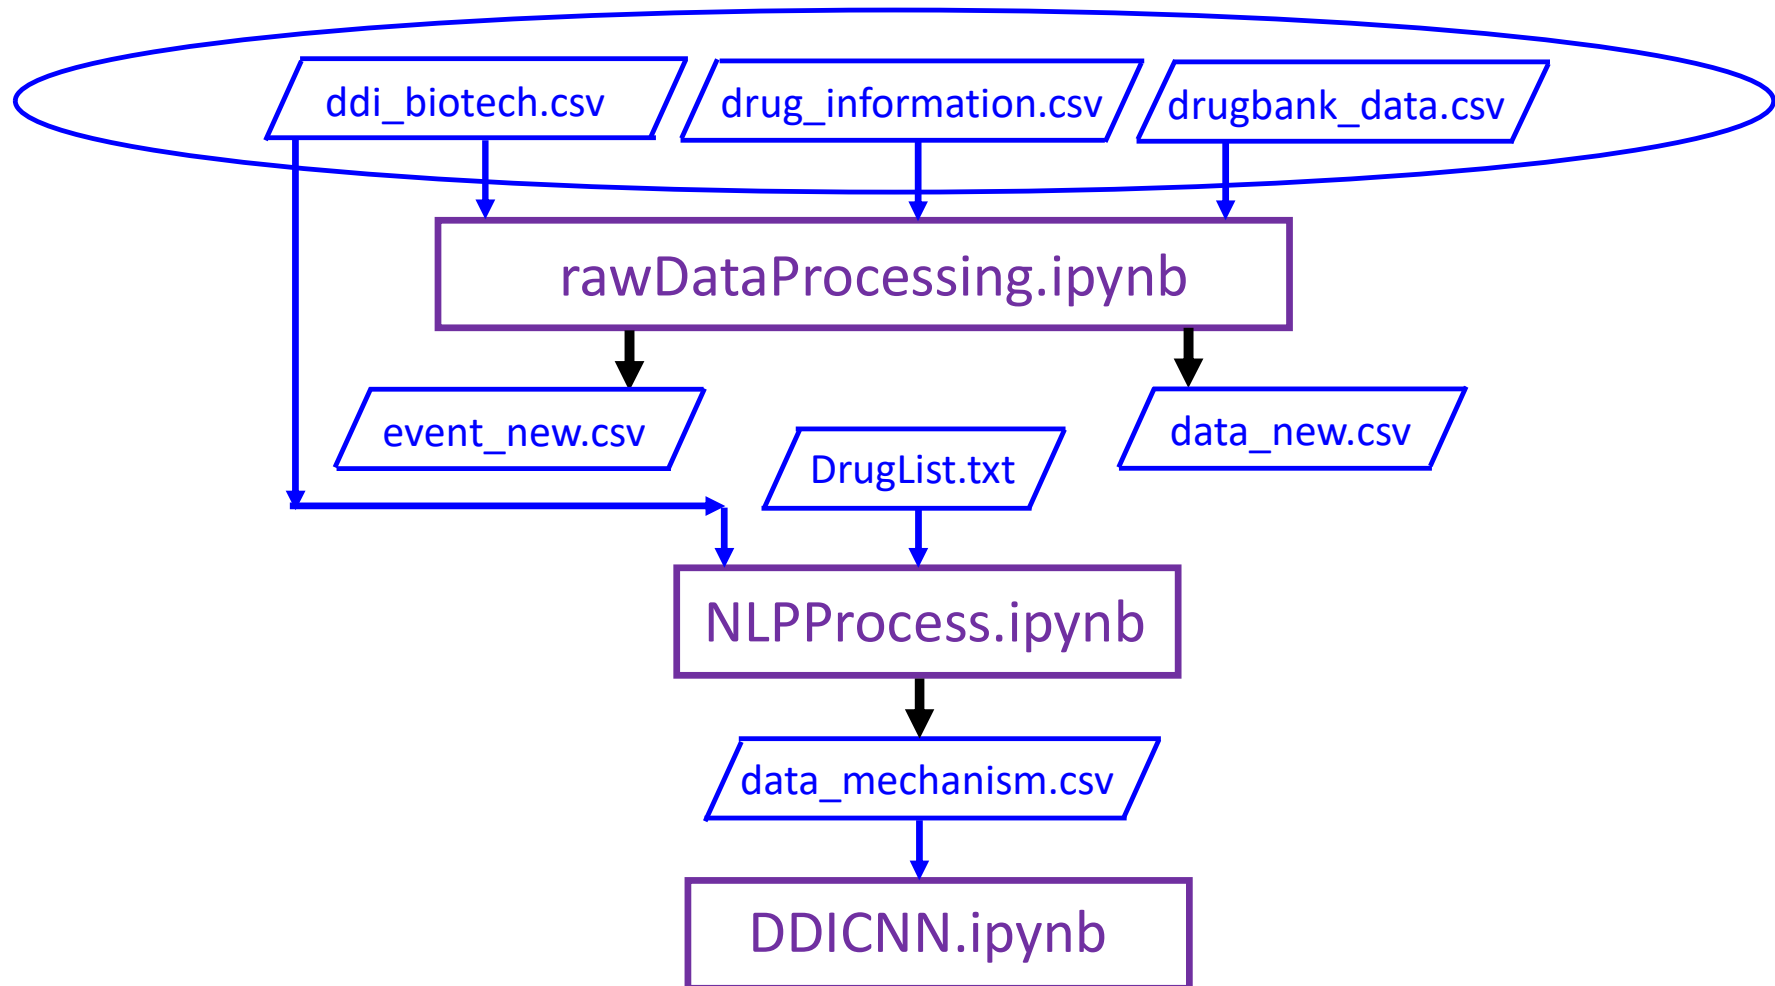 ddi_biotech.csv
drug_information.csv
drugbank_data.csv
rawDataProcessing.ipynb
event_new.csv
data_new.csv
DrugList.txt
NLPProcess.ipynb
data_mechanism.csv
DDICNN.ipynb